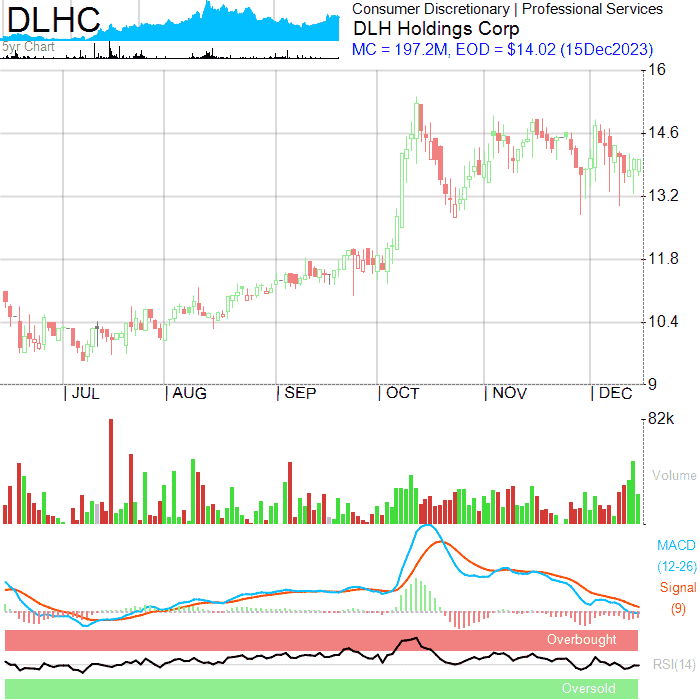 DLHC
5yr Chart
Consumer Discretionary | Professional Services
DLH Holdings Corp
MC = 197.2M, EOD = $14.02 (15Dec2023)
16
14.6
13.2
11.8
10.4
9
JUL AUG SEP OCT NOV DEC
82k
Volume
MACD
(12-26)
Signal
(9)
Overbought
RSI(14)
Oversold